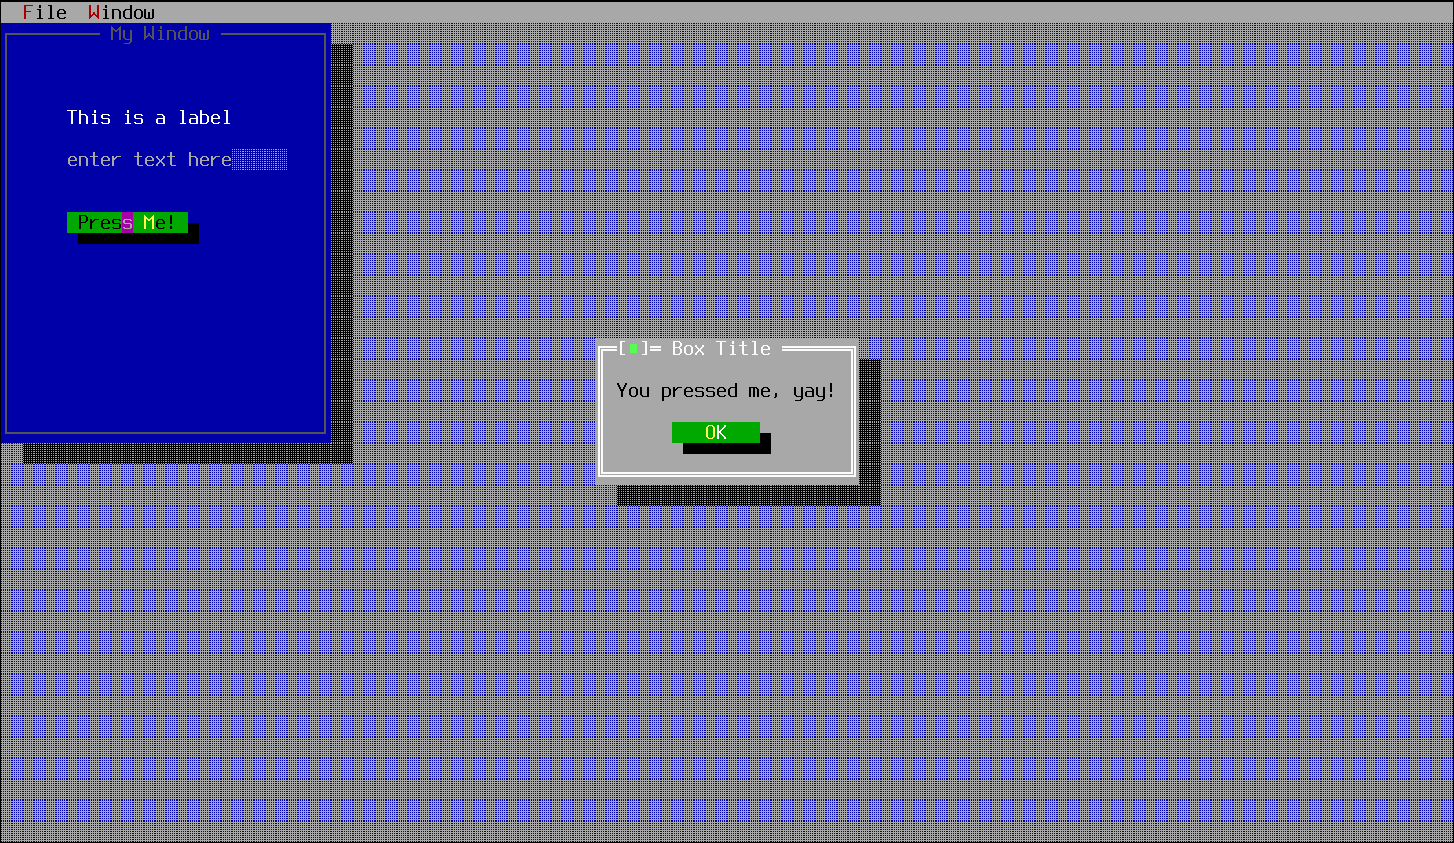 File  Window
My Window
This is a label
enter text here
Press Me!
[■] Box Title
You pressed me, yay!
OK